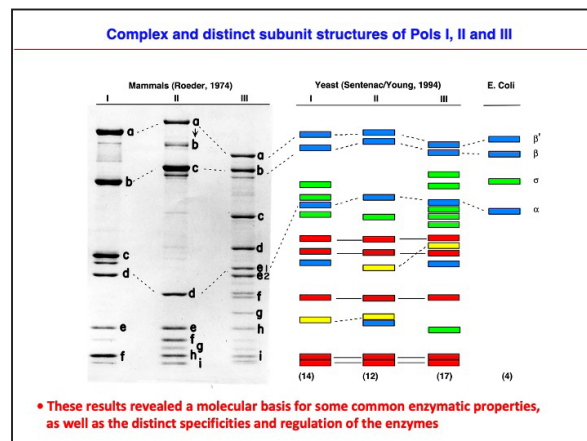 Complex and distinct subunit structures of Pols I, II and III
Mammals (Roeder, 1974)
I II III
a
b
c
d
e
f
a
b
c
d
e
f
g
h
i
a
b
c
d
e1
e2
f
g
h
i
Yeast (Sentenac/Young, 1994)
I II III
E. Coli
β'
β
σ
α
(14) (12) (17) (4)
• These results revealed a molecular basis for some common enzymatic properties,
as well as the distinct specificities and regulation of the enzymes